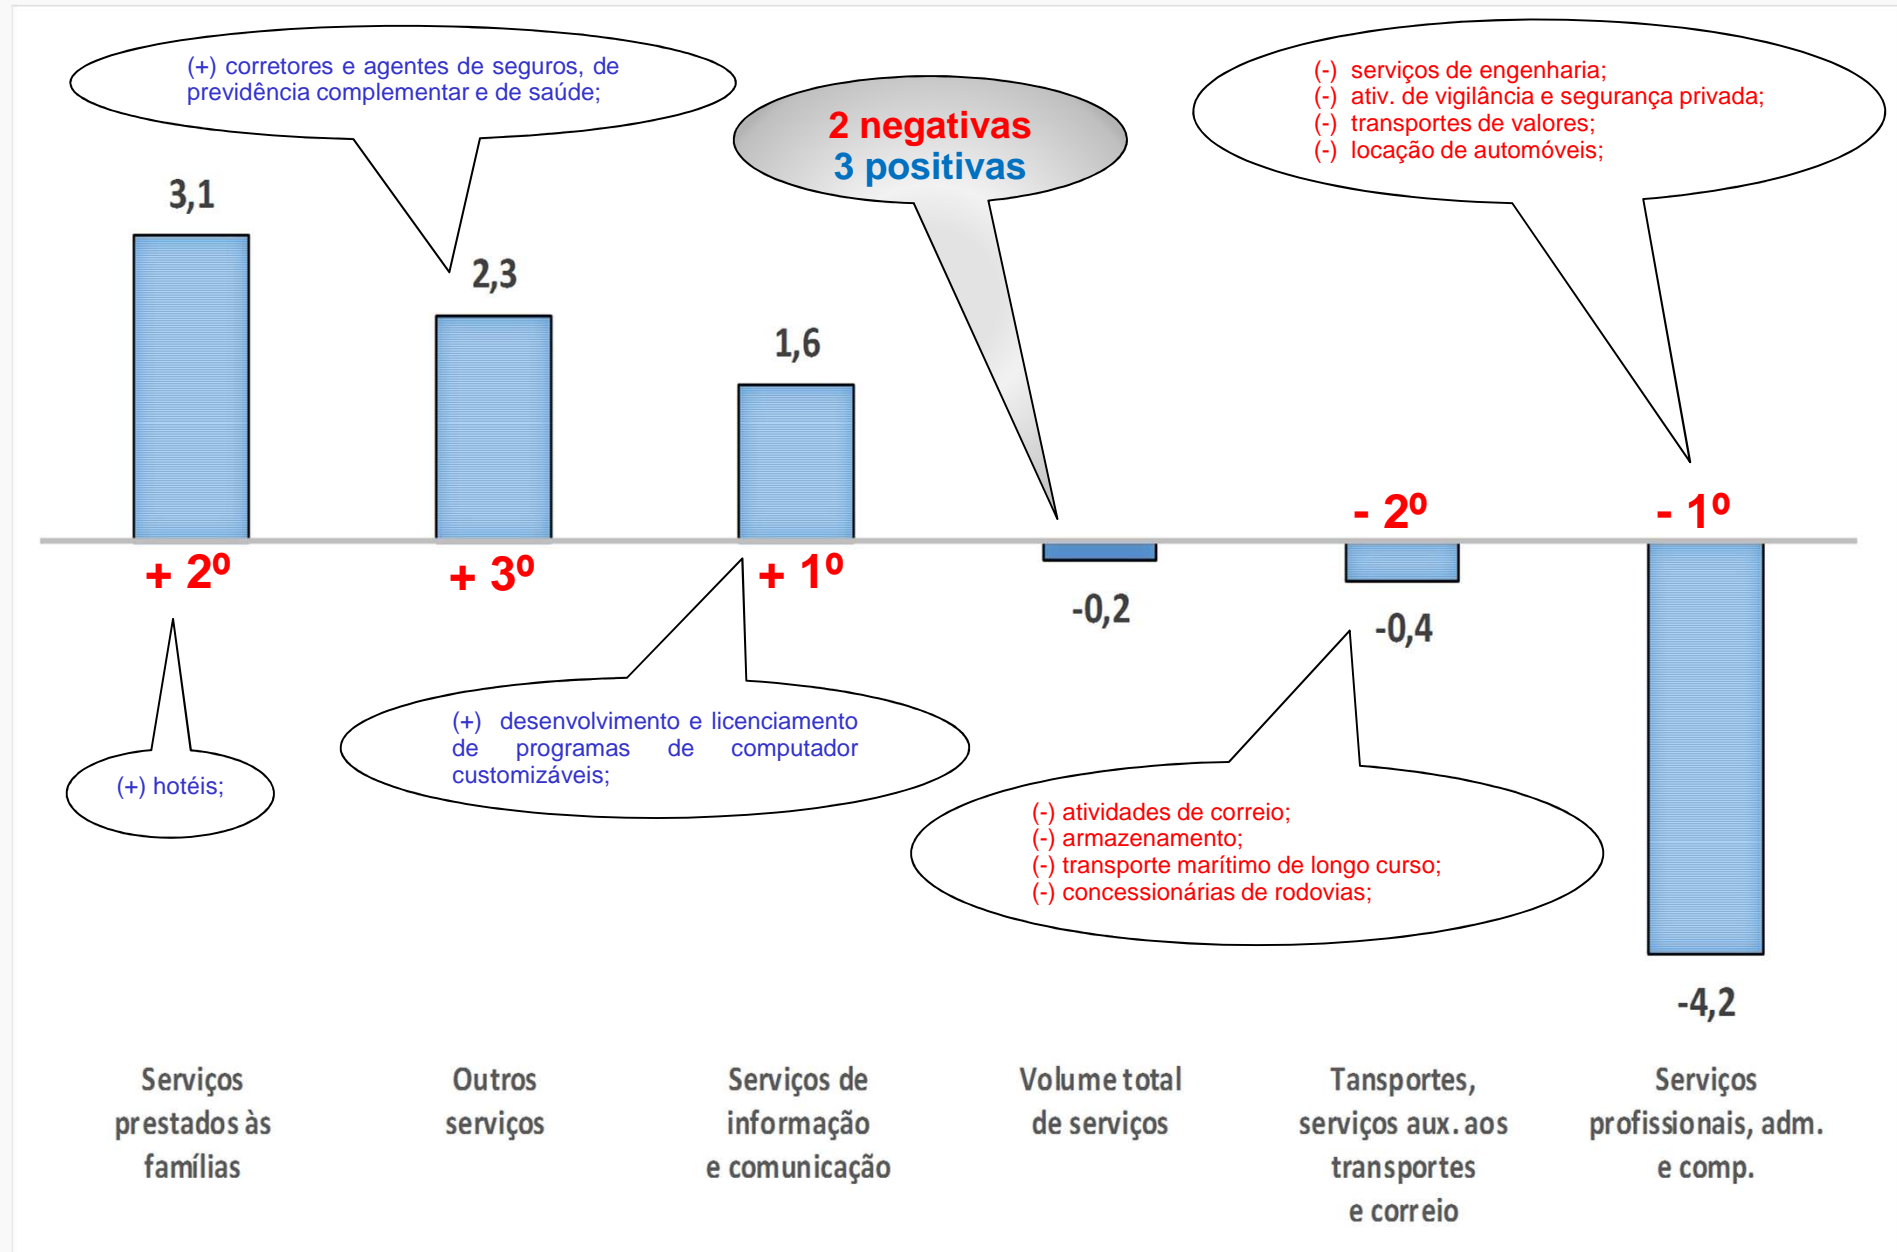 (+) corretores e agentes de seguros, de
previdência complementar e de saúde;
2 negativas
3 positivas
(-) serviços de engenharia;
(-) ativ. de vigilância e segurança privada;
(-) transportes de valores;
(-) locação de automóveis;
3,1
2,3
1,6
- 2º
- 1º
+ 2º
+ 3º
+ 1º
-0,2
-0,4
(+) hotéis;
(+) desenvolvimento e licenciamento
de programas de computador
customizáveis;
(-) atividades de correio;
(-) armazenamento;
(-) transporte marítimo de longo curso;
(-) concessionárias de rodovias;
-4,2
Serviços
prestados às
famílias
Outros
serviços
Serviços de
informação
e comunicação
Volume total
de serviços
Tansportes,
serviços aux. aos
transportes
e correio
Serviços
profissionais, adm.
e comp.